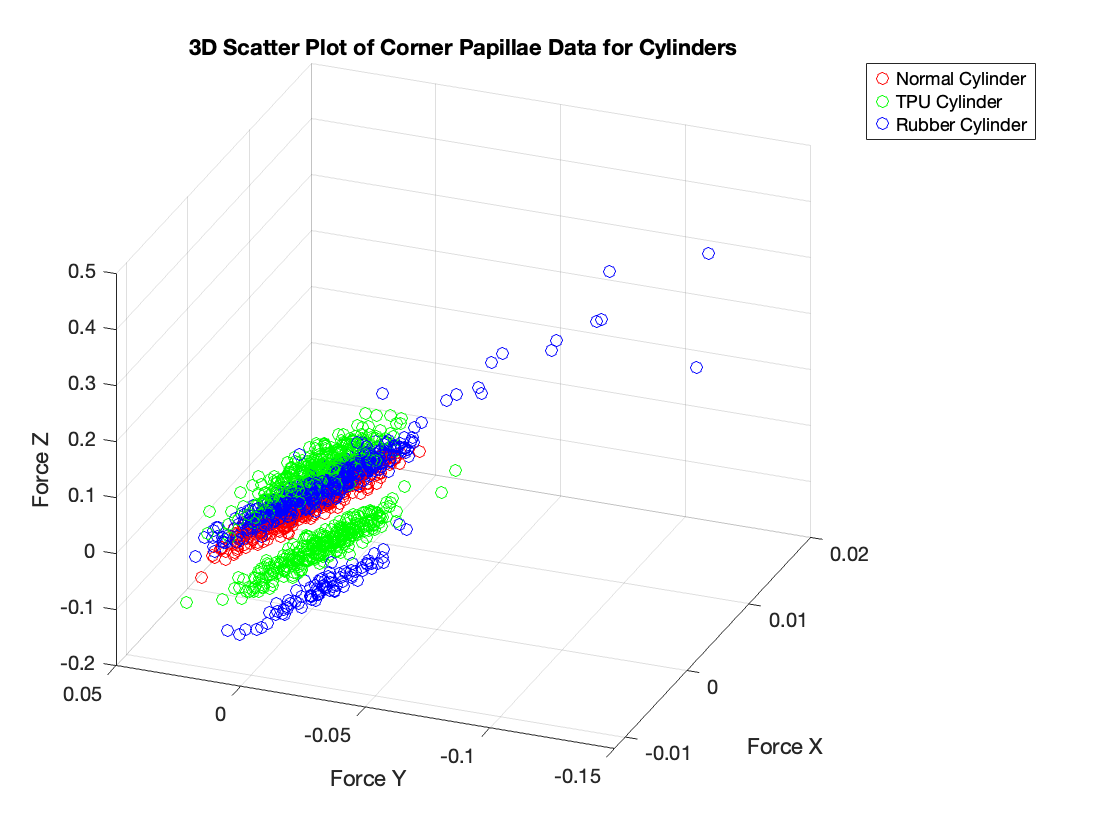 3D Scatter Plot of Corner Papillae Data for Cylinders
Normal Cylinder
TPU Cylinder
Rubber Cylinder
0.5
0.4
0.3
0.2
0.1
0
-0.1
-0.2
Force Z
0.05
0
-0.05
-0.1
-0.15
Force Y
0.02
0.01
0
-0.01
Force X